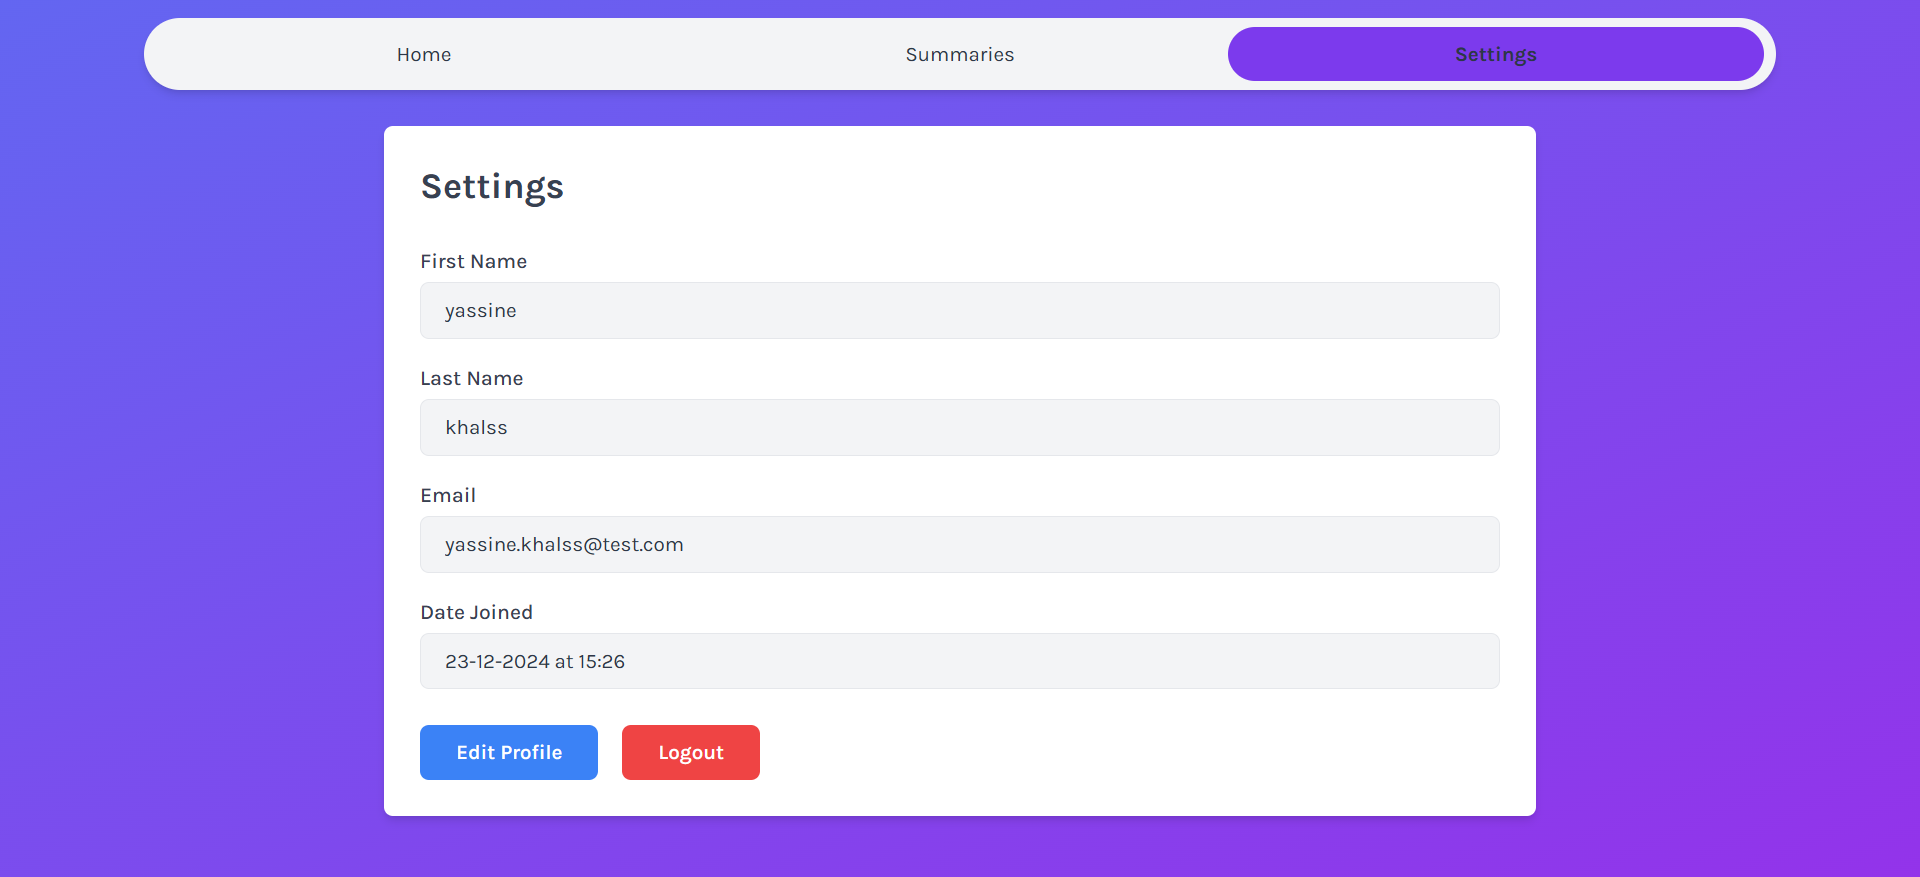 Home
Summaries
Settings
Settings
First Name
yassine
Last Name
khalss
Email
yassine.khalss@test.com
Date Joined
23-12-2024 at 15:26
Edit Profile
Logout